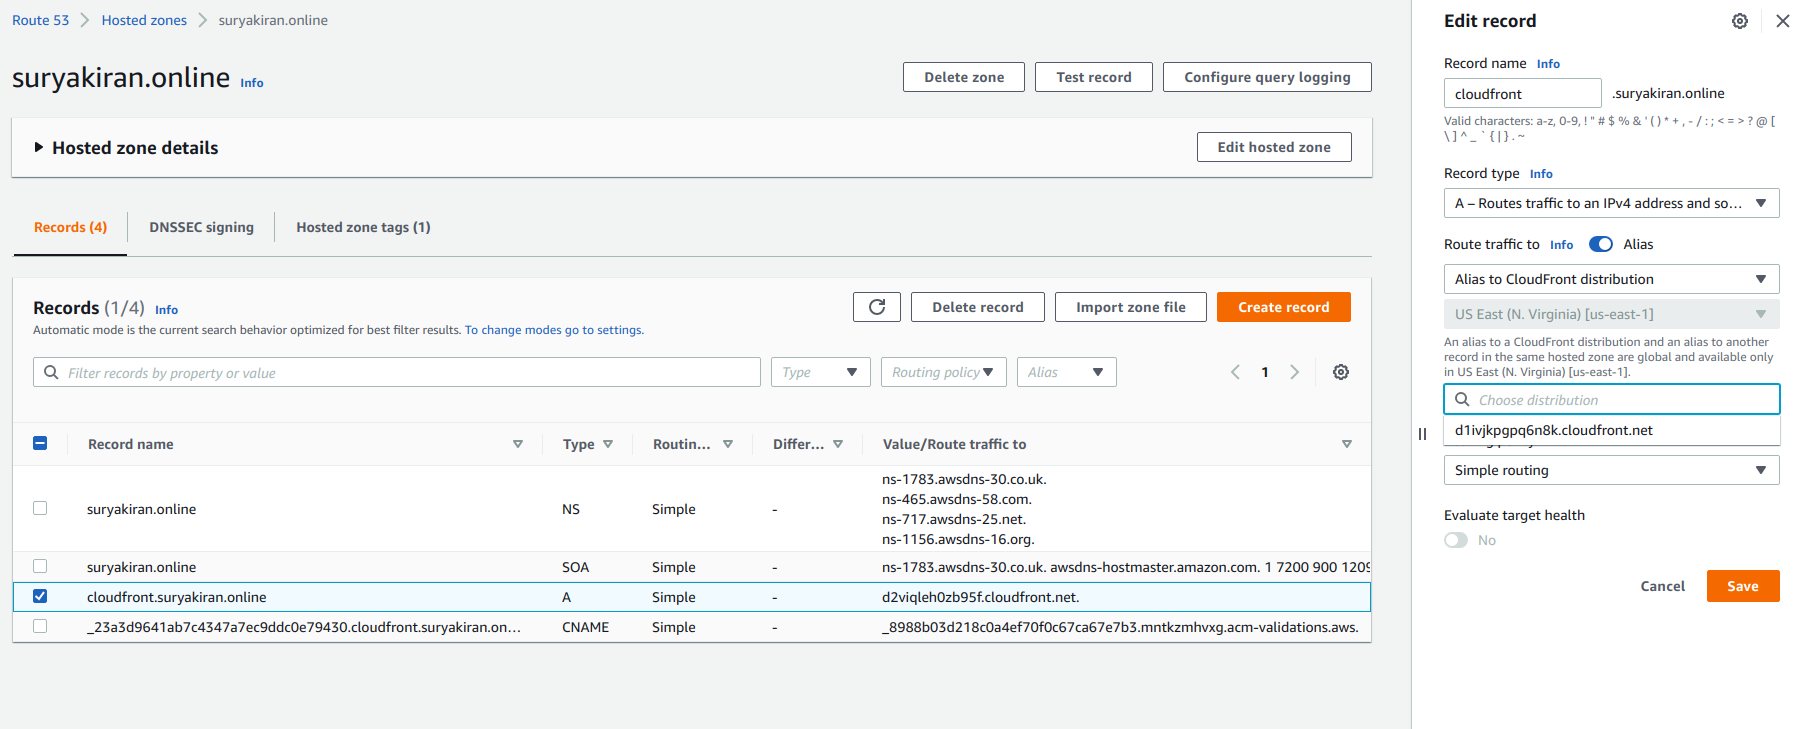 Route 53 > Hosted zones > suryakiran.online
suryakiran.online Info
Delete zone
Test record
Configure query logging
Hosted zone details
Edit hosted zone
Records (4)
DNSSEC signing
Hosted zone tags (1)
Records (1/4) Info
Delete record
Import zone file
Create record
Automatic mode is the current search behavior optimized for best filter results. To change modes go to settings.
Filter records by property or value
Type
Routing policy
Alias
1
Record name Type Routin... Differ... Value/Route traffic to
ns-1783.awsdns-30.co.uk.
ns-465.awsdns-58.com.
suryakiran.online NS Simple -
ns-717.awsdns-25.net.
ns-1156.awsdns-16.org.
suryakiran.online SOA Simple - ns-1783.awsdns-30.co.uk. awsdns-hostmaster.amazon.com. 1 7200 900 1209
cloudfront.suryakiran.online A Simple - d2viqleh0zb95f.cloudfront.net.
_23a3d9641ab7c4347a7ec9ddc0e79430.cloudfront.suryakiran.on... CNAME Simple - _8988b03d218c0a4ef70f0c67ca67e7b3.mntkzmhvxg.acm-validations.aws.
Edit record
Record name Info
cloudfront .suryakiran.online
Valid characters: a-z, 0-9, ! " # $ % & ' ( ) * + , - / : ; < = > ? @ [
\ ] ^ _ ` { | } . ~
Record type Info
A – Routes traffic to an IPv4 address and so...
Route traffic to Info Alias
Alias to CloudFront distribution
US East (N. Virginia) [us-east-1]
An alias to a CloudFront distribution and an alias to another
record in the same hosted zone are global and available only
in US East (N. Virginia) [us-east-1].
Choose distribution
d1ivjkpgpq6n8k.cloudfront.net
Simple routing
Evaluate target health
No
Cancel
Save